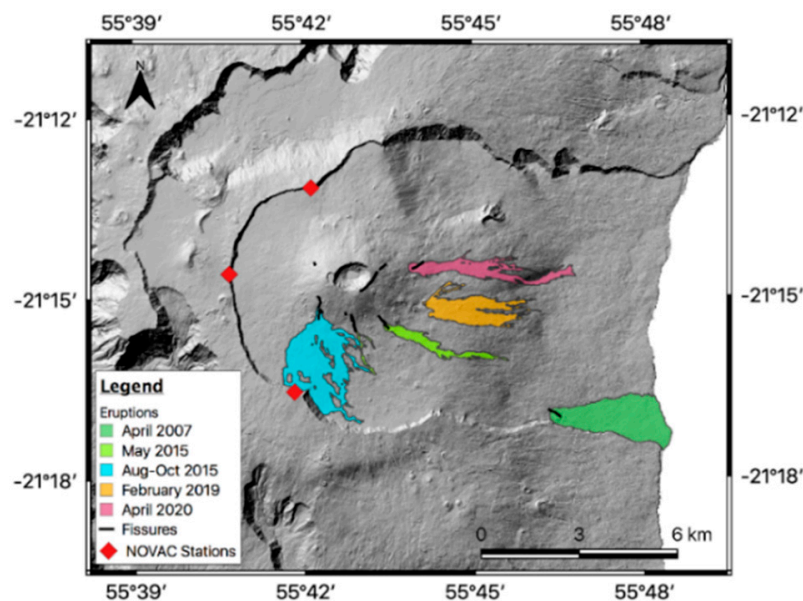 55°39′ 55°42′ 55°45′ 55°48′
N
-21°12′ -21°12′
-21°15′ -21°15′
-21°18′ -21°18′
Legend
Eruptions
April 2007
May 2015
Aug-Oct 2015
February 2019
April 2020
Fissures
NOVAC Stations
0 3 6 km
55°39′ 55°42′ 55°45′ 55°48′